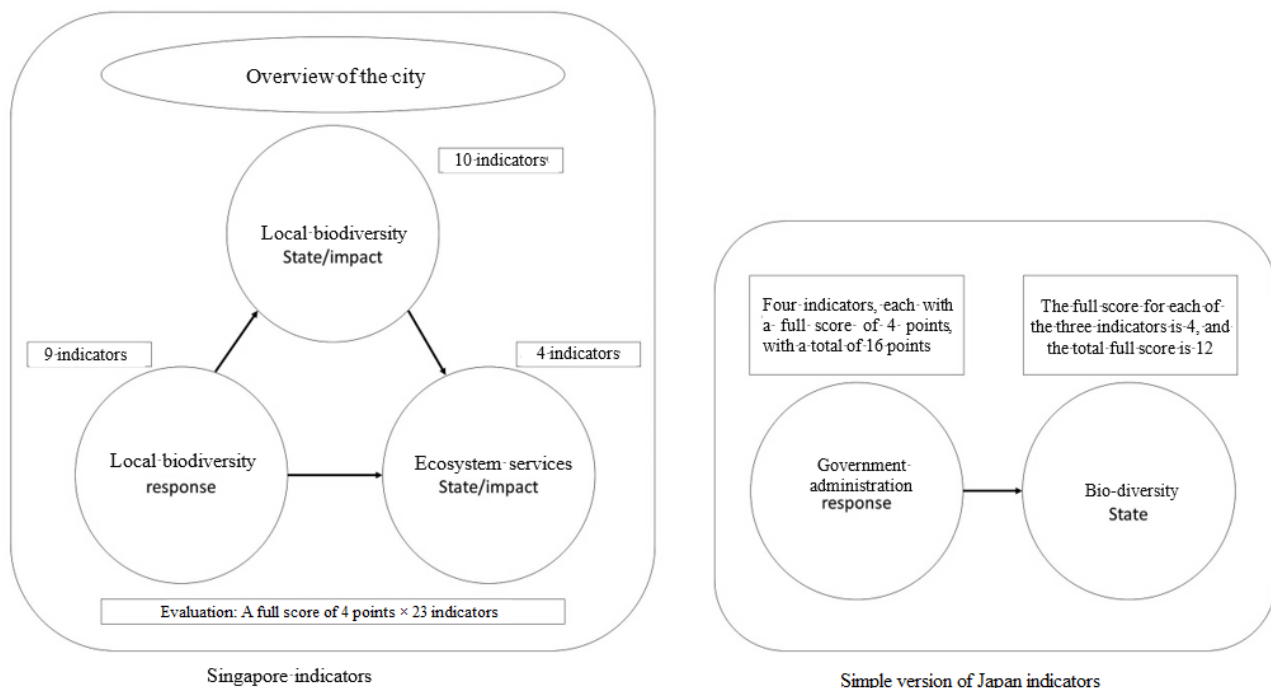 Overview of the city
10 indicators
Local biodiversity
State/impact
9 indicators
4 indicators
Local biodiversity
response
Ecosystem services
State/impact
Evaluation: A full score of 4 points × 23 indicators
Singapore indicators
Four indicators, each with
a full score of 4 points,
with a total of 16 points
The full score for each of
the three indicators is 4, and
the total full score is 12
Government
administration
response
Bio-diversity
State
Simple version of Japan indicators